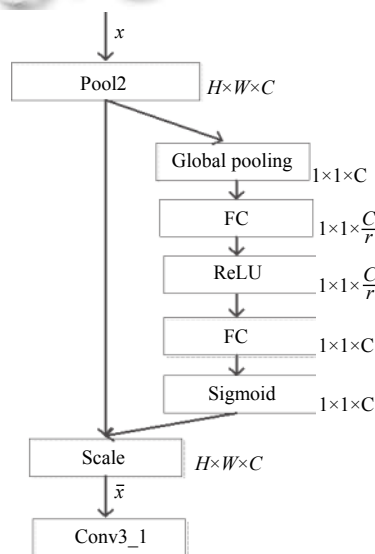 x
Pool2 H×W×C
Global pooling 1×1×C
FC 1×1×C/r
ReLU 1×1×C/r
FC 1×1×C
Sigmoid 1×1×C
Scale H×W×C
x̄
Conv3_1